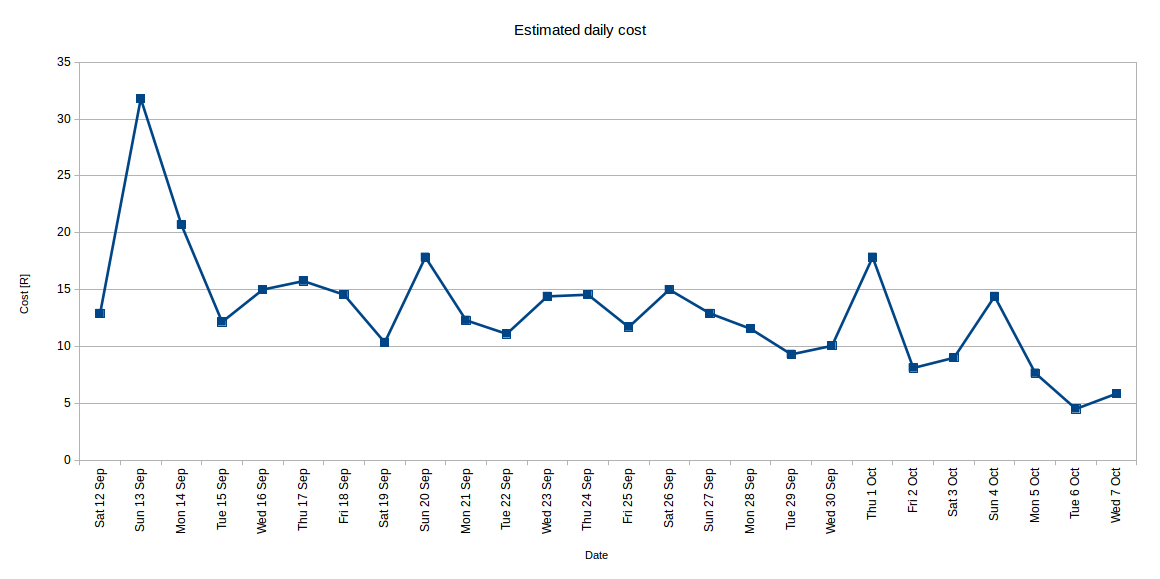 Estimated daily cost
35
30
25
20
15
10
5
0
Cost [R]
Sat 12 Sep
Sun 13 Sep
Mon 14 Sep
Tue 15 Sep
Wed 16 Sep
Thu 17 Sep
Fri 18 Sep
Sat 19 Sep
Sun 20 Sep
Mon 21 Sep
Tue 22 Sep
Wed 23 Sep
Thu 24 Sep
Fri 25 Sep
Sat 26 Sep
Sun 27 Sep
Mon 28 Sep
Tue 29 Sep
Wed 30 Sep
Thu 1 Oct
Fri 2 Oct
Sat 3 Oct
Sun 4 Oct
Mon 5 Oct
Tue 6 Oct
Wed 7 Oct
Date